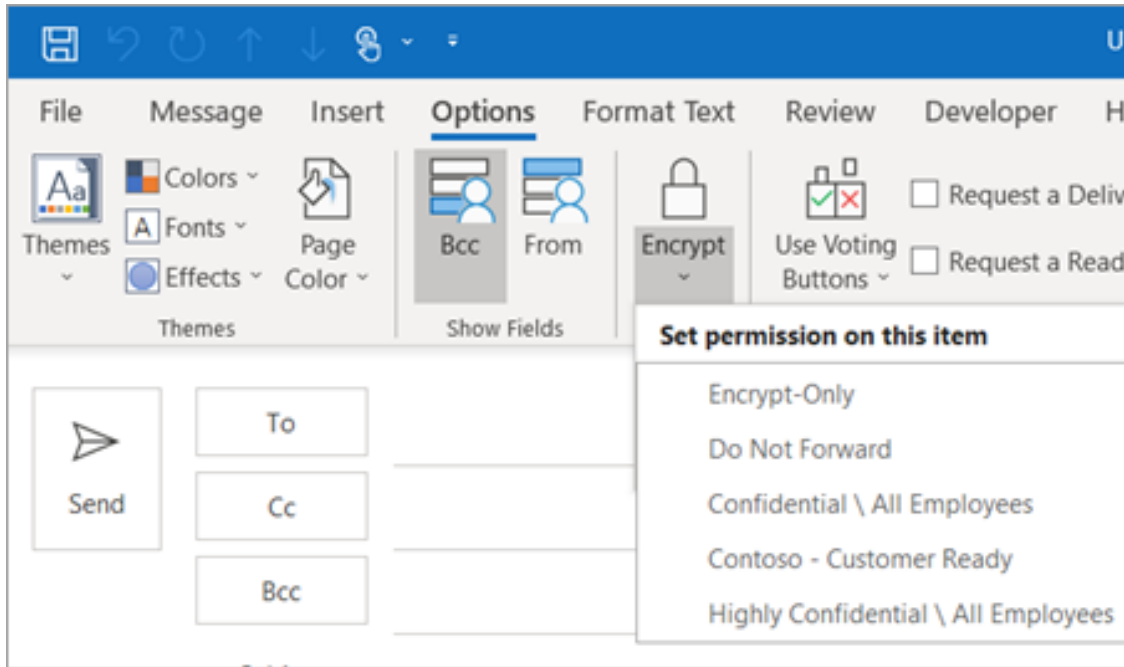 U
File Message Insert Options Format Text Review Developer H
Aa
Themes
Colors
A Fonts
Effects
Page
Color
Themes
Bcc
From
Show Fields
Encrypt
Use Voting
Buttons
Request a Deliv
Request a Read
Set permission on this item
Encrypt-Only
Do Not Forward
Confidential \ All Employees
Contoso - Customer Ready
Highly Confidential \ All Employees
Send
To
Cc
Bcc